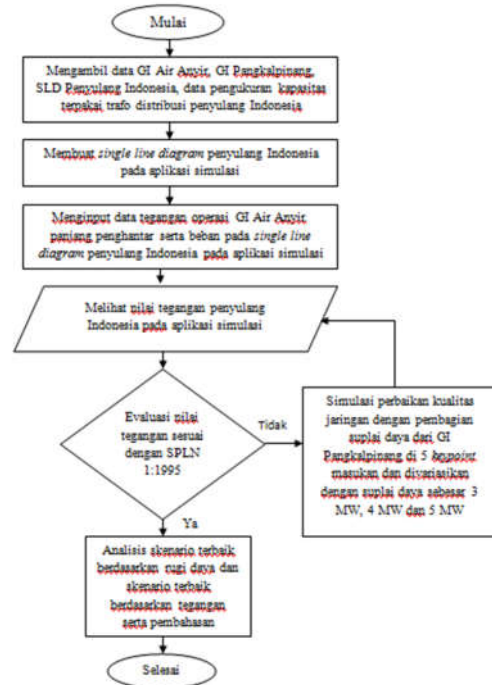 Mulai
Mengambil data GI Air Anyir, GI Pangkalpinang,
SLD Penyulang Indonesia, data pengukuran kapasitas
terpakai trafo distribusi penyulang Indonesia
Membuat single line diagram penyulang Indonesia
pada aplikasi simulasi
Menginput data tegangan operasi GI Air Anyir,
panjang penghantar serta beban pada single line
diagram penyulang Indonesia pada aplikasi simulasi
Melihat nilai tegangan penyulang
Indonesia pada aplikasi simulasi
Evaluasi nilai
tegangan sesuai
dengan SPLN
1:1995
Tidak
Simulasi perbaikan kualitas
jaringan dengan pembagian
suplai daya dari GI
Pangkalpinang di 5
masukan dan divariasikan
dengan suplai daya sebesar 3
MW, 4 MW dan 5 MW
Ya
Analisis skenario terbaik
berdasarkan rugi daya dan
skenario terbaik
berdasarkan tegangan
serta pembahasan
Selesai